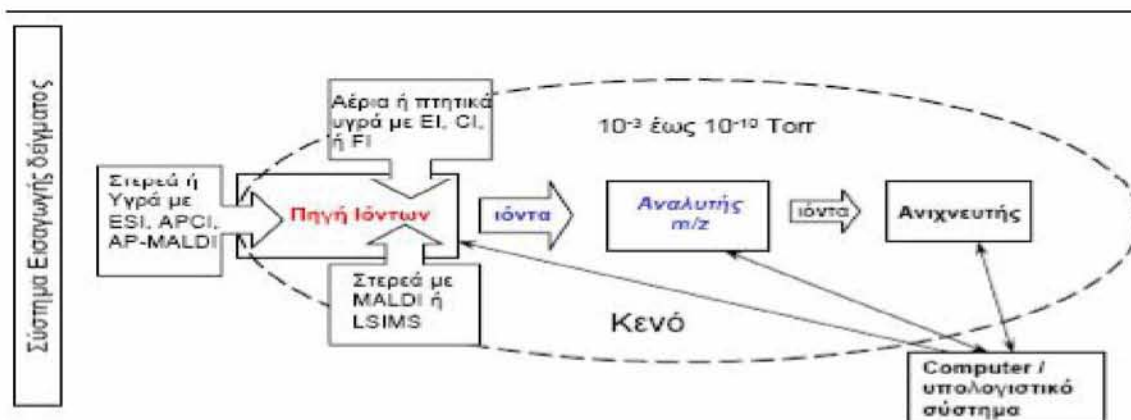 Σύστημα Εισαγωγής δείγματος
Αέρια ή πτητικά
υγρά με EI, CI,
ή FI
10⁻³ έως 10⁻¹⁰ Torr
Στερεά ή
Υγρά με
ESI, APCI,
AP-MALDI
Πηγή Ιόντων
ιόντα
Αναλυτής
m/z
ιόντα
Ανιχνευτής
Στερεά με
MALDI ή
LSIMS
Κενό
Computer /
υπολογιστικό
σύστημα